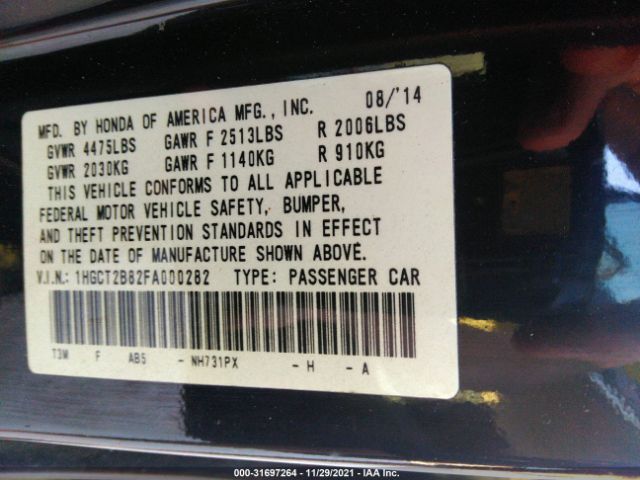 MFD. BY HONDA OF AMERICA MFG., INC. 08/'14
GVWR 4475LBS GAWR F 2513LBS R 2006LBS
GVWR 2030KG GAWR F 1140KG R 910KG
THIS VEHICLE CONFORMS TO ALL APPLICABLE
FEDERAL MOTOR VEHICLE SAFETY, BUMPER,
AND THEFT PREVENTION STANDARDS IN EFFECT
ON THE DATE OF MANUFACTURE SHOWN ABOVE.
V.I.N.: 1HGCT2B82FA000282 TYPE: PASSENGER CAR
T3M F AB5 - NH731PX - H - A
000-31697264 - 11/29/2021 - IAA Inc.